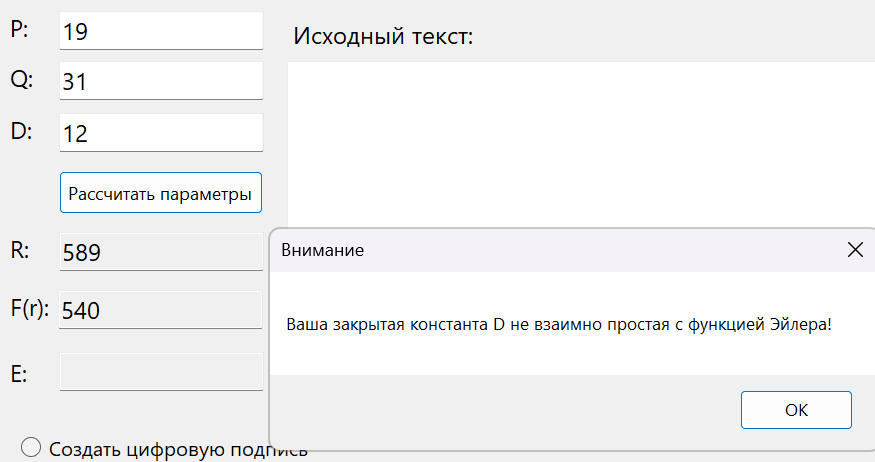 P: 19
Исходный текст:
Q: 31
D: 12
Рассчитать параметры
R: 589
Внимание
F(r): 540
Ваша закрытая константа D не взаимно простая с функцией Эйлера!
E:
OK
Создать цифровую подпись